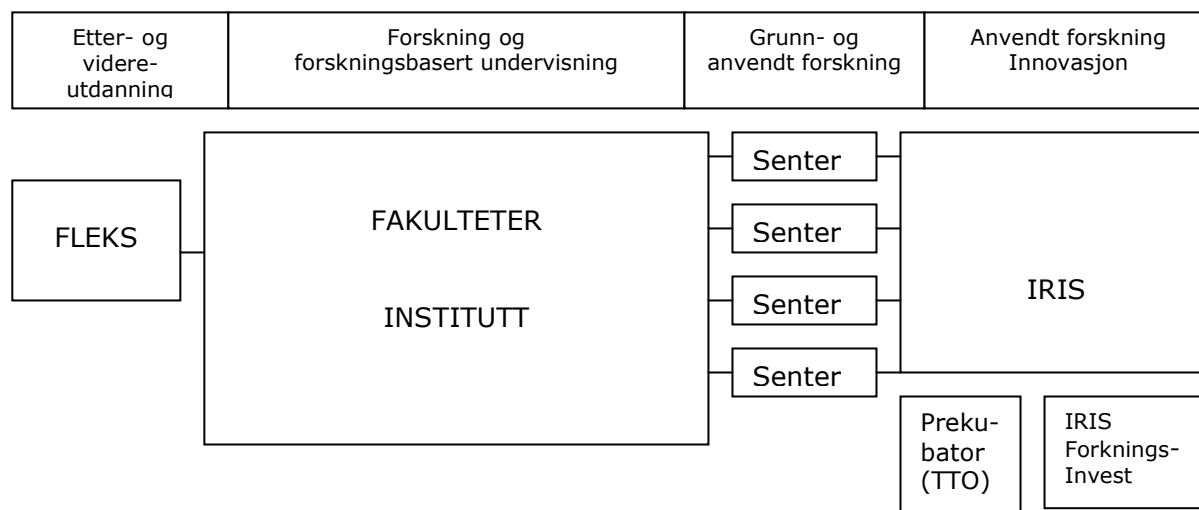 Etter- og
videre-
utdanning
Forskning og
forskningsbasert undervisning
Grunn- og
anvendt forskning
Anvendt forskning
Innovasjon
FLEKS
FAKULTETER
INSTITUTT
Senter
Senter
Senter
Senter
IRIS
Preku-
bator
(TTO)
IRIS
Forknings-
Invest